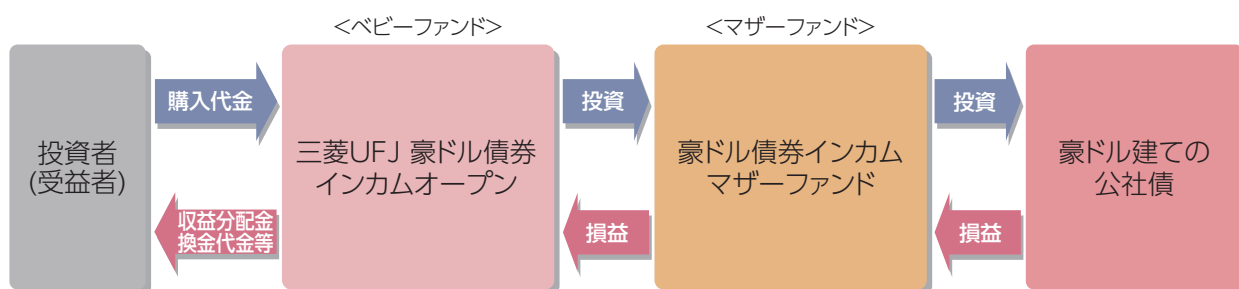 <ベビーファンド>
<マザーファンド>
投資者
(受益者)
購入代金
収益分配金
換金代金等
三菱UFJ 豪ドル債券
インカムオープン
投資
損益
豪ドル債券インカム
マザーファンド
投資
損益
豪ドル建ての
公社債